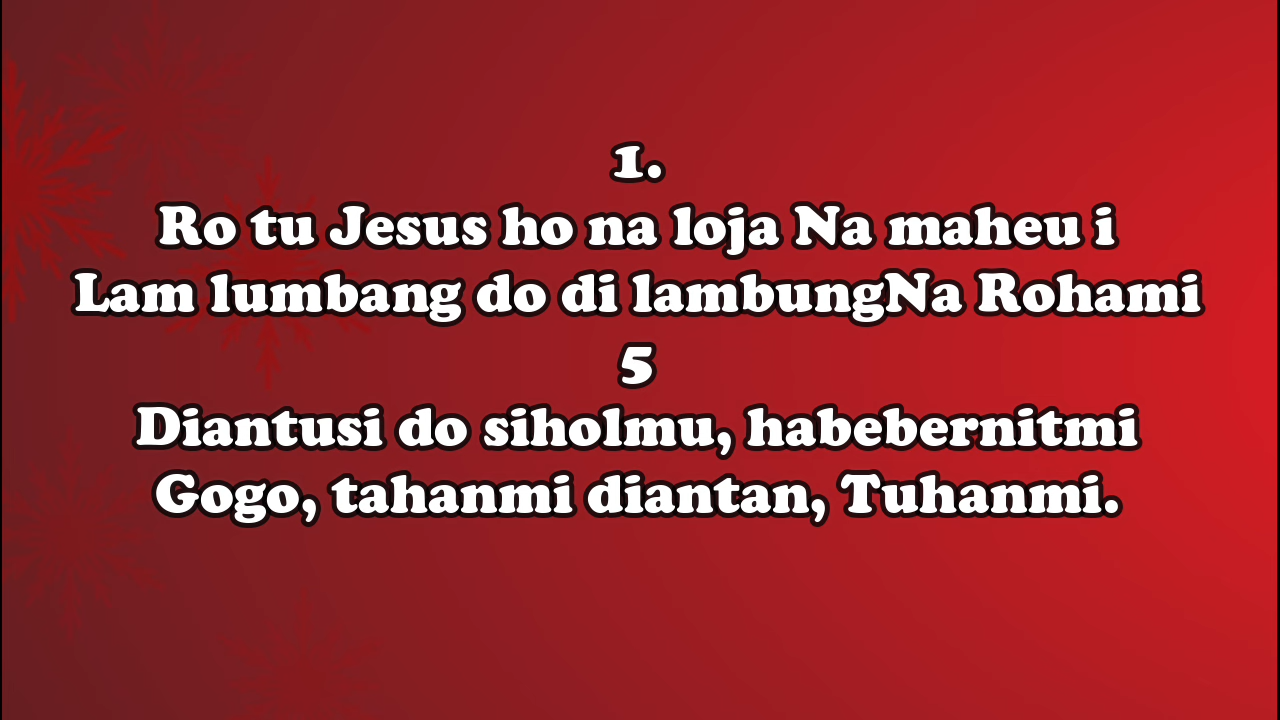 1.
Ro tu Jesus ho na loja Na maheu i
Lam lumbang do di lambungNa Rohami
5
Diantusi do siholmu, habebernitmi
Gogo, tahanmi diantan, Tuhanmi.